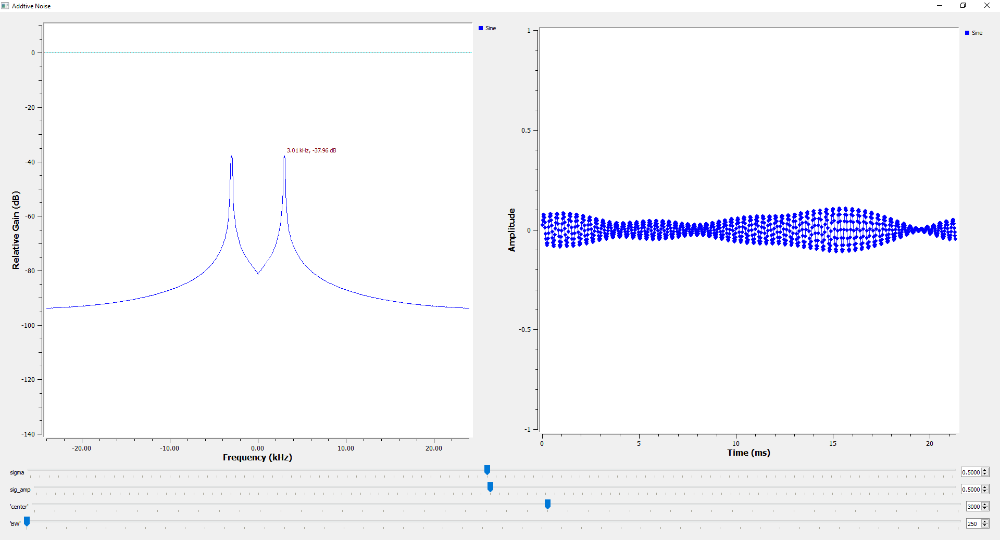 Addtive Noise
Sine
0
-20
-40
-60
-80
-100
-120
-140
Relative Gain (dB)
3.01 kHz, -37.96 dB
-20.00 -10.00 0.00 10.00 20.00
Frequency (kHz)
Sine
1
0.5
0
-0.5
-1
Amplitude
0 5 10 15 20
Time (ms)
sigma 0.5000
sig_amp 0.5000
'center' 3000
'BW' 250